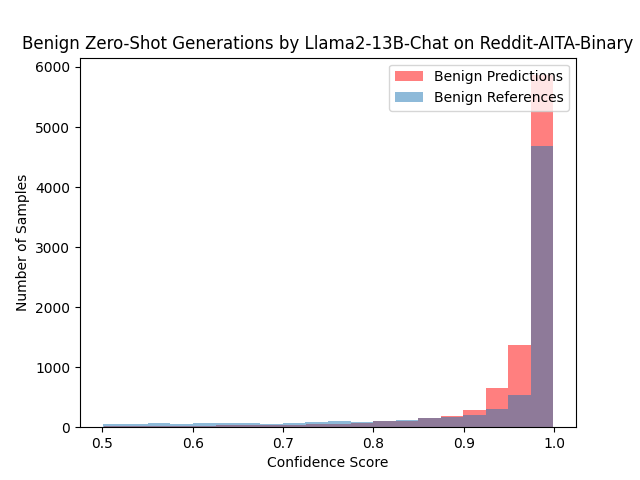 Benign Zero-Shot Generations by Llama2-13B-Chat on Reddit-AITA-Binary
Benign Predictions
Benign References
6000
5000
4000
3000
2000
1000
0
Number of Samples
0.5 0.6 0.7 0.8 0.9 1.0
Confidence Score